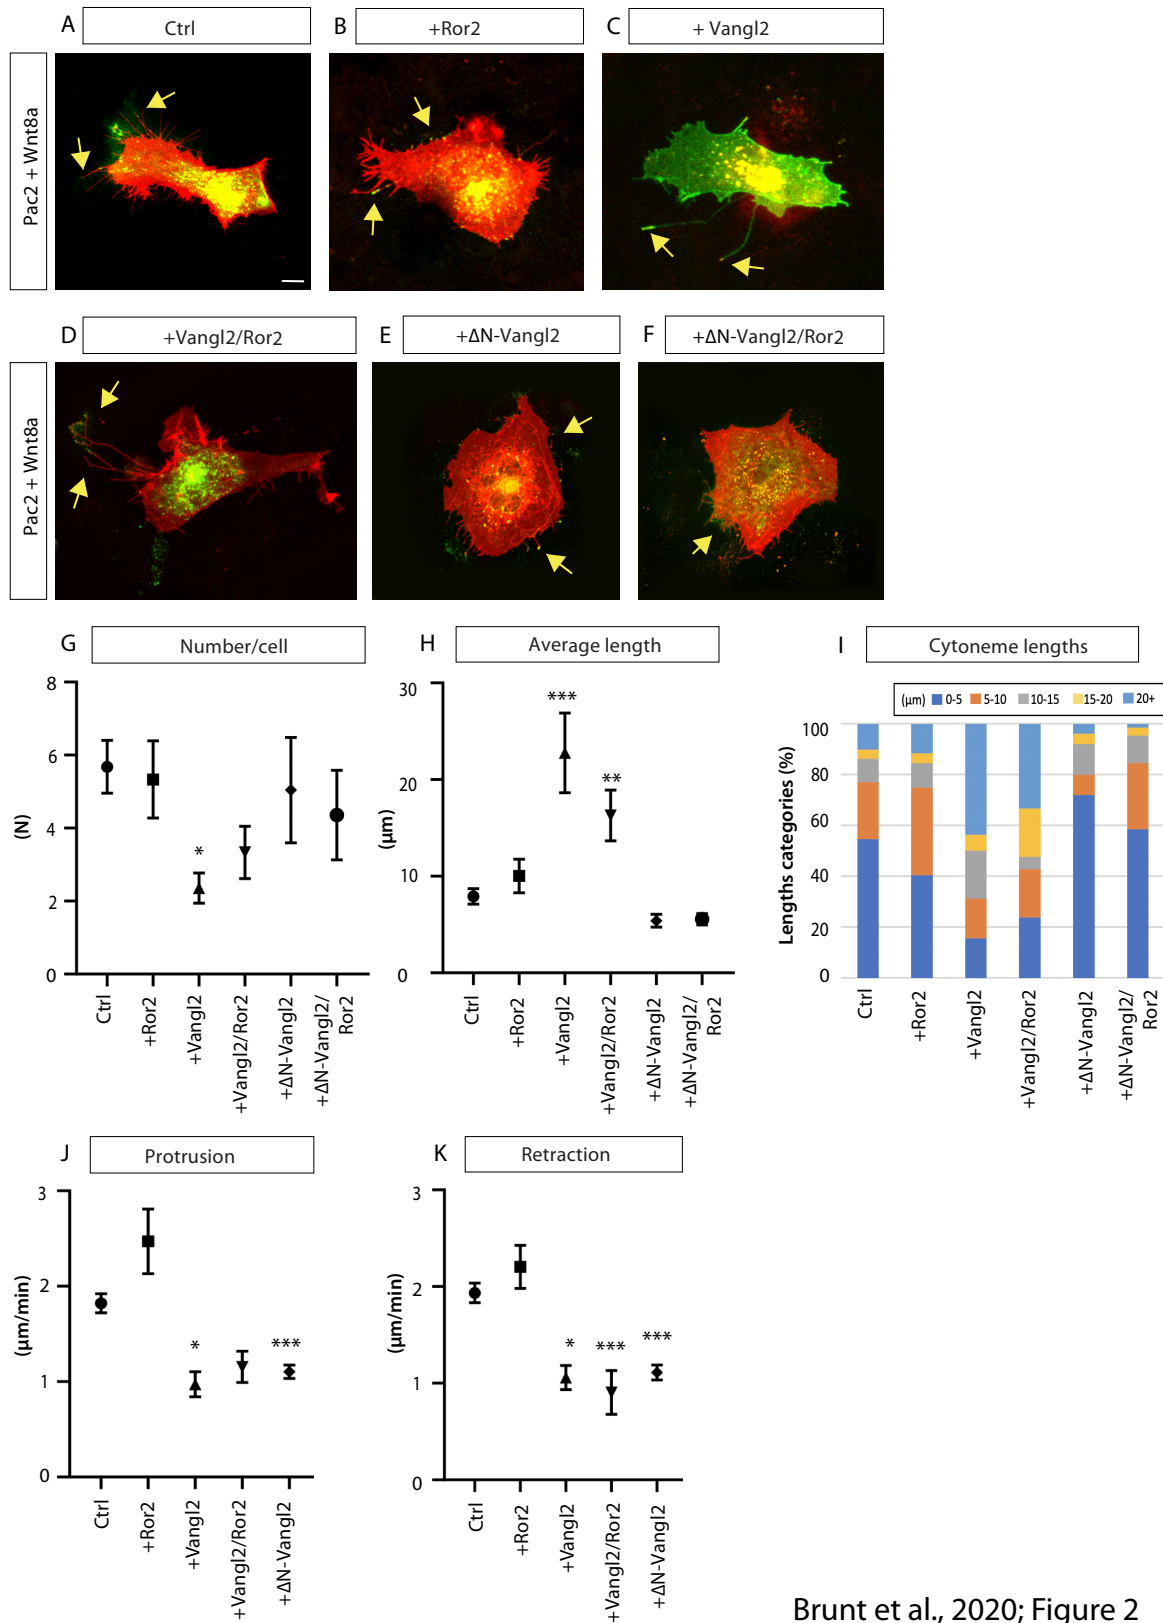 A Ctrl B +Ror2 C + Vangl2
Pac2 + Wnt8a
D +Vangl2/Ror2 E +ΔN-Vangl2 F +ΔN-Vangl2/Ror2
Pac2 + Wnt8a
G Number/cell
8
6
4
2
0
(N)
Ctrl
+Ror2
+Vangl2
+Vangl2/Ror2
+ΔN-Vangl2
+ΔN-Vangl2/
Ror2
*
H Average length
30
20
10
0
(μm)
***
**
Ctrl
+Ror2
+Vangl2
+Vangl2/Ror2
+ΔN-Vangl2
+ΔN-Vangl2/
Ror2
I Cytoneme lengths
(μm) 0-5 5-10 10-15 15-20 20+
100
80
60
40
20
0
Lengths categories (%)
Ctrl
+Ror2
+Vangl2
+Vangl2/Ror2
+ΔN-Vangl2
+ΔN-Vangl2/
Ror2
J Protrusion
3
2
1
0
(μm/min)
* ***
Ctrl
+Ror2
+Vangl2
+Vangl2/Ror2
+ΔN-Vangl2
K Retraction
3
2
1
0
(μm/min)
* *** ***
Ctrl
+Ror2
+Vangl2
+Vangl2/Ror2
+ΔN-Vangl2
Brunt et al., 2020; Figure 2